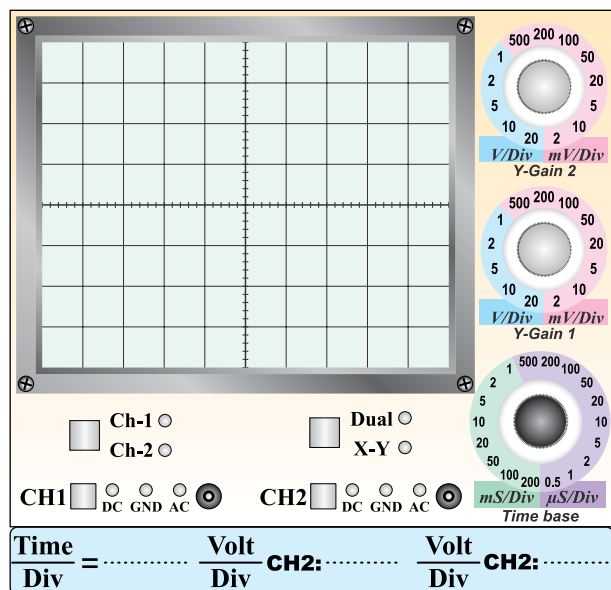 500 200 100
1 50
2 20
5 5
10 10
20 2
V/Div mV/Div
Y-Gain 2
500 200 100
1 50
2 20
5 5
10 10
20 2
V/Div mV/Div
Y-Gain 1
1 500 200
2 100
5 50
10 20
20 10
50 5
100 2
200 0.5 1
mS/Div µS/Div
Time base
Ch-1 Dual
Ch-2 X-Y
CH1 DC GND AC CH2 DC GND AC
Time/Div = ............ Volt/Div CH2: ............ Volt/Div CH2: ............